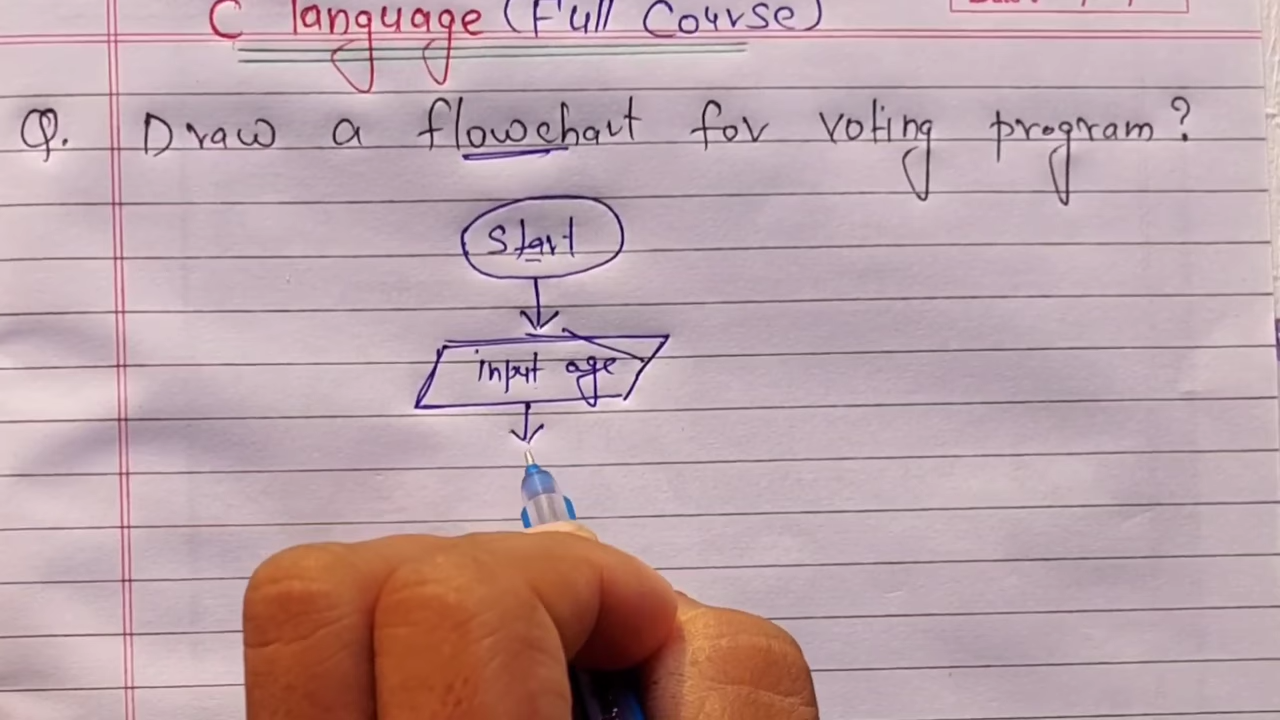 C language (Full Course)
Q. Draw a flowchart for voting program?
Start
input age